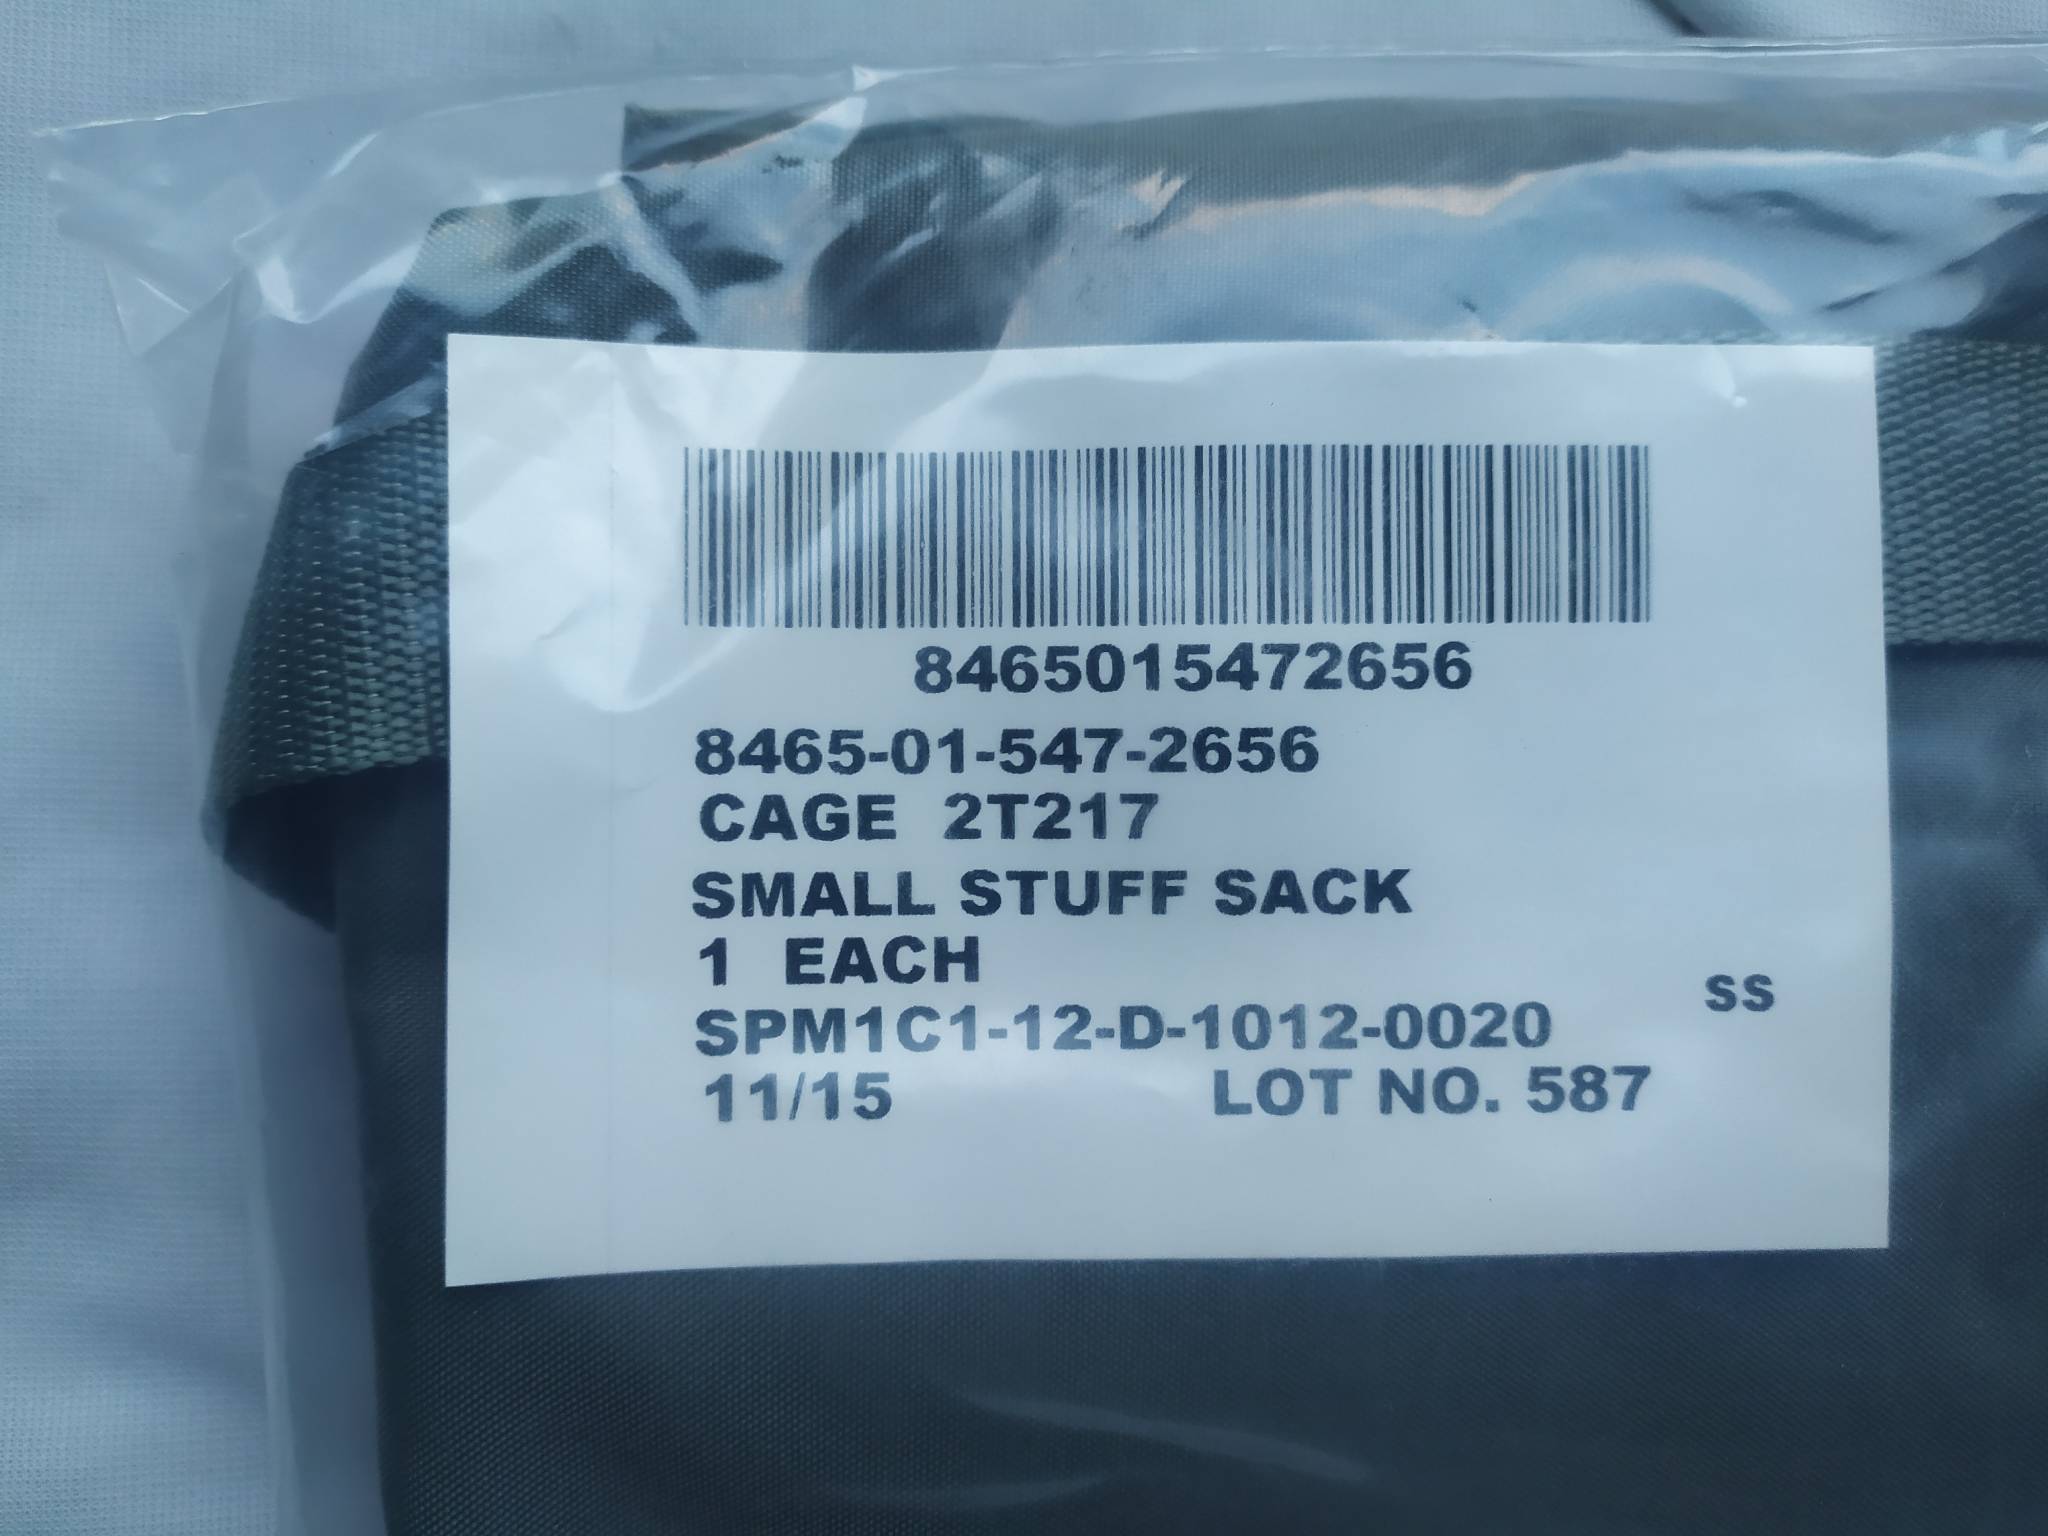 8465015472656
8465-01-547-2656
CAGE 2T217
SMALL STUFF SACK
1 EACH
SS
SPM1C1-12-D-1012-0020
11/15 LOT NO. 587